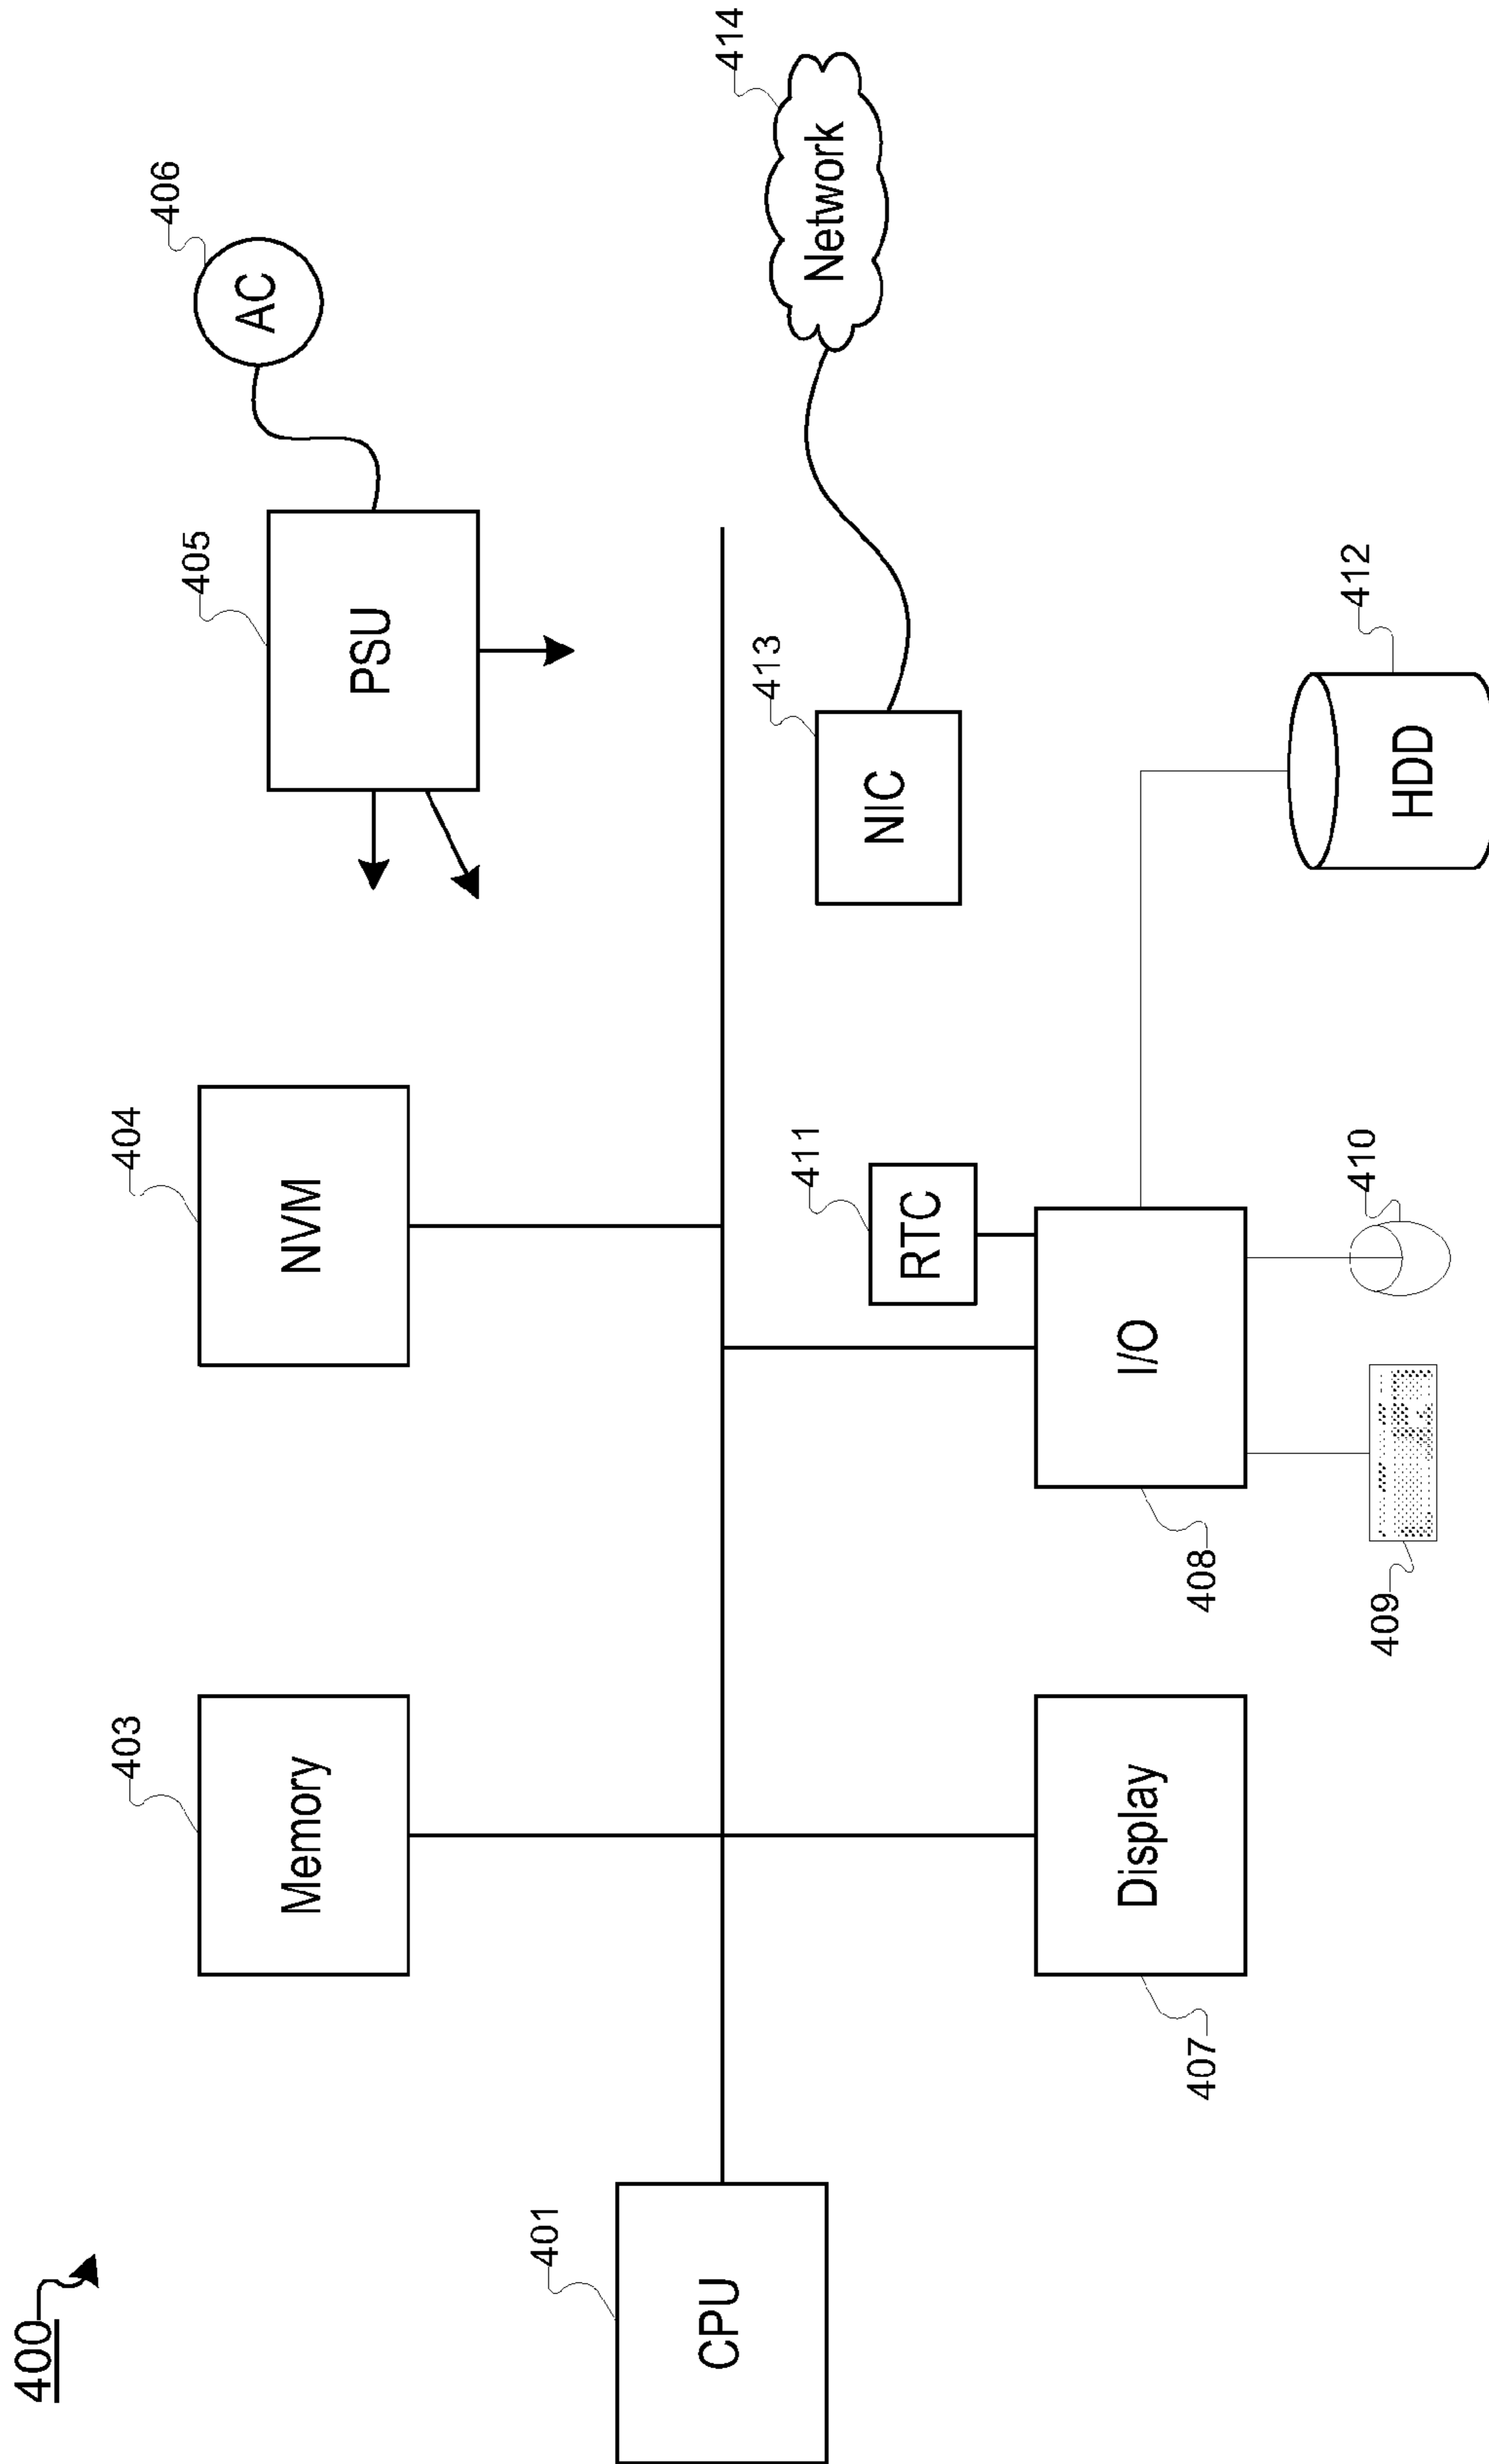 400
403
Memory
404
NVM
405
PSU
406
AC
401
CPU
407
Display
408
I/O
411
RTC
409
410
413
NIC
412
HDD
414
Network